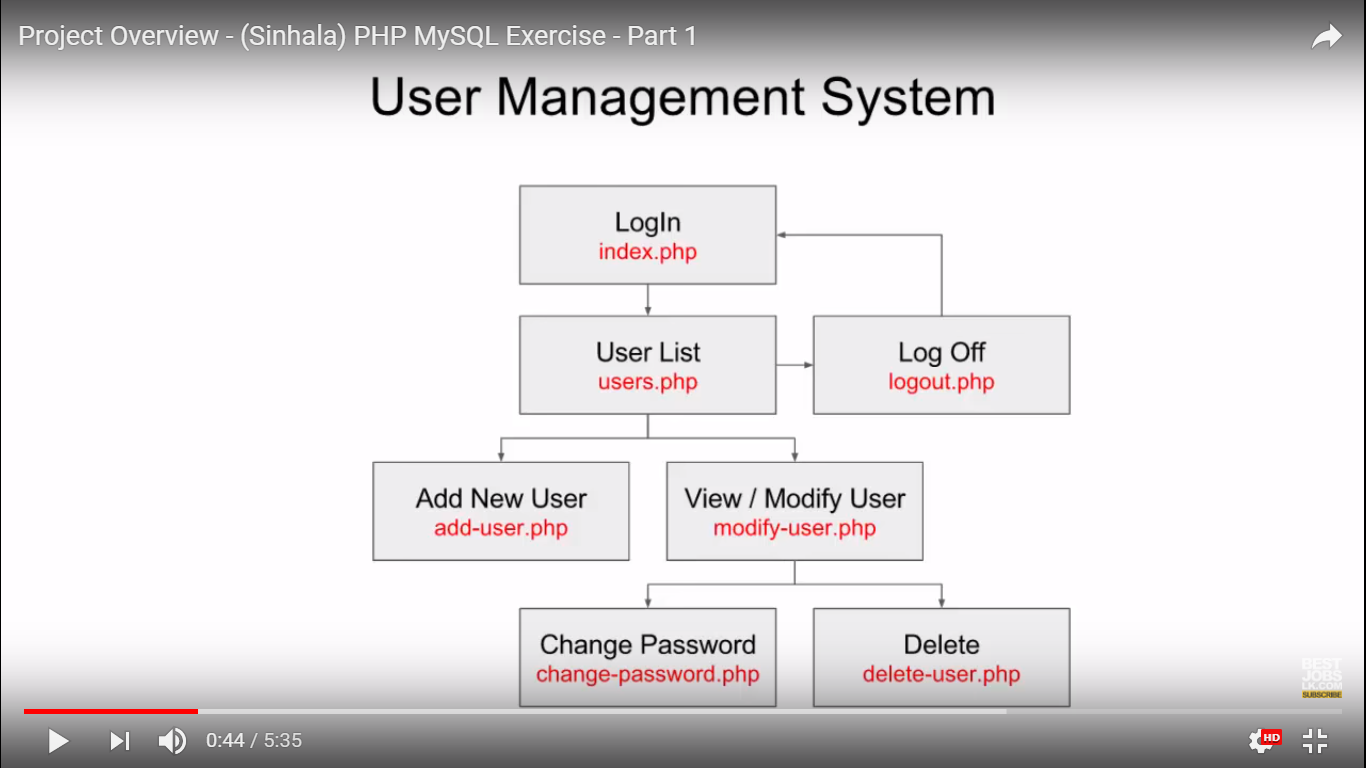 Project Overview - (Sinhala) PHP MySQL Exercise - Part 1
User Management System
LogIn
index.php
User List
users.php
Log Off
logout.php
Add New User
add-user.php
View / Modify User
modify-user.php
Change Password
change-password.php
Delete
delete-user.php
BEST
JOBS
LK.COM
SUBSCRIBE
0:44 / 5:35
HD